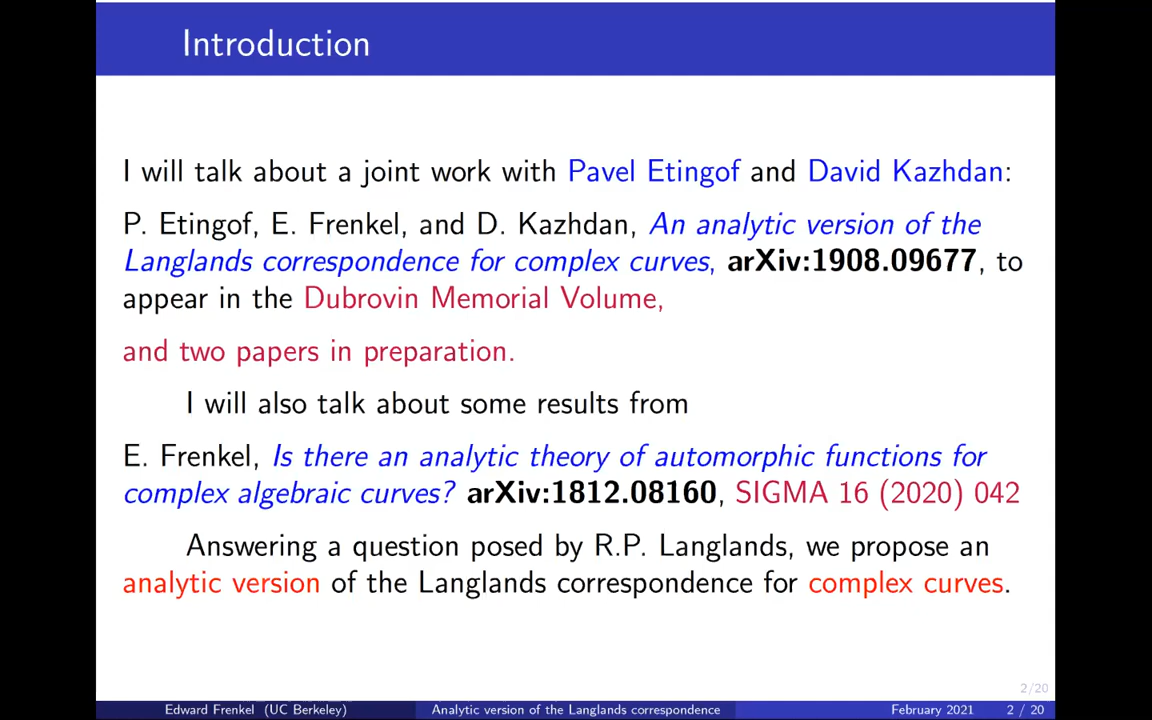 Introduction
I will talk about a joint work with Pavel Etingof and David Kazhdan:
P. Etingof, E. Frenkel, and D. Kazhdan, An analytic version of the
Langlands correspondence for complex curves, arXiv:1908.09677, to
appear in the Dubrovin Memorial Volume,
and two papers in preparation.
I will also talk about some results from
E. Frenkel, Is there an analytic theory of automorphic functions for
complex algebraic curves? arXiv:1812.08160, SIGMA 16 (2020) 042
Answering a question posed by R.P. Langlands, we propose an
analytic version of the Langlands correspondence for complex curves.
2/20
Edward Frenkel (UC Berkeley) Analytic version of the Langlands correspondence February 2021 2 / 20